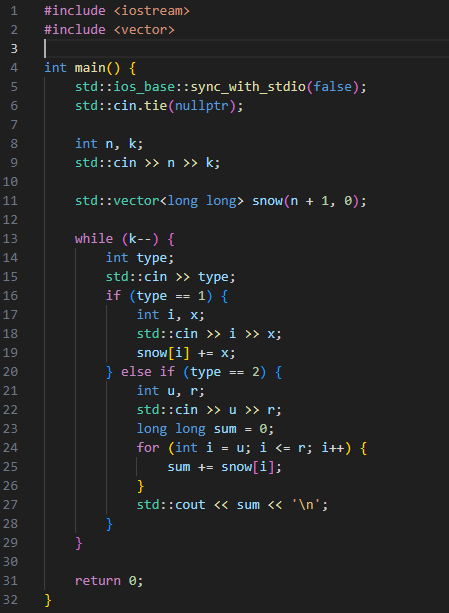 1 #include <iostream>
2 #include <vector>
3
4 int main() {
5     std::ios_base::sync_with_stdio(false);
6     std::cin.tie(nullptr);
7
8     int n, k;
9     std::cin >> n >> k;
10
11     std::vector<long long> snow(n + 1, 0);
12
13     while (k--) {
14         int type;
15         std::cin >> type;
16         if (type == 1) {
17             int i, x;
18             std::cin >> i >> x;
19             snow[i] += x;
20         } else if (type == 2) {
21             int u, r;
22             std::cin >> u >> r;
23             long long sum = 0;
24             for (int i = u; i <= r; i++) {
25                 sum += snow[i];
26             }
27             std::cout << sum << '\n';
28         }
29     }
30
31     return 0;
32 }